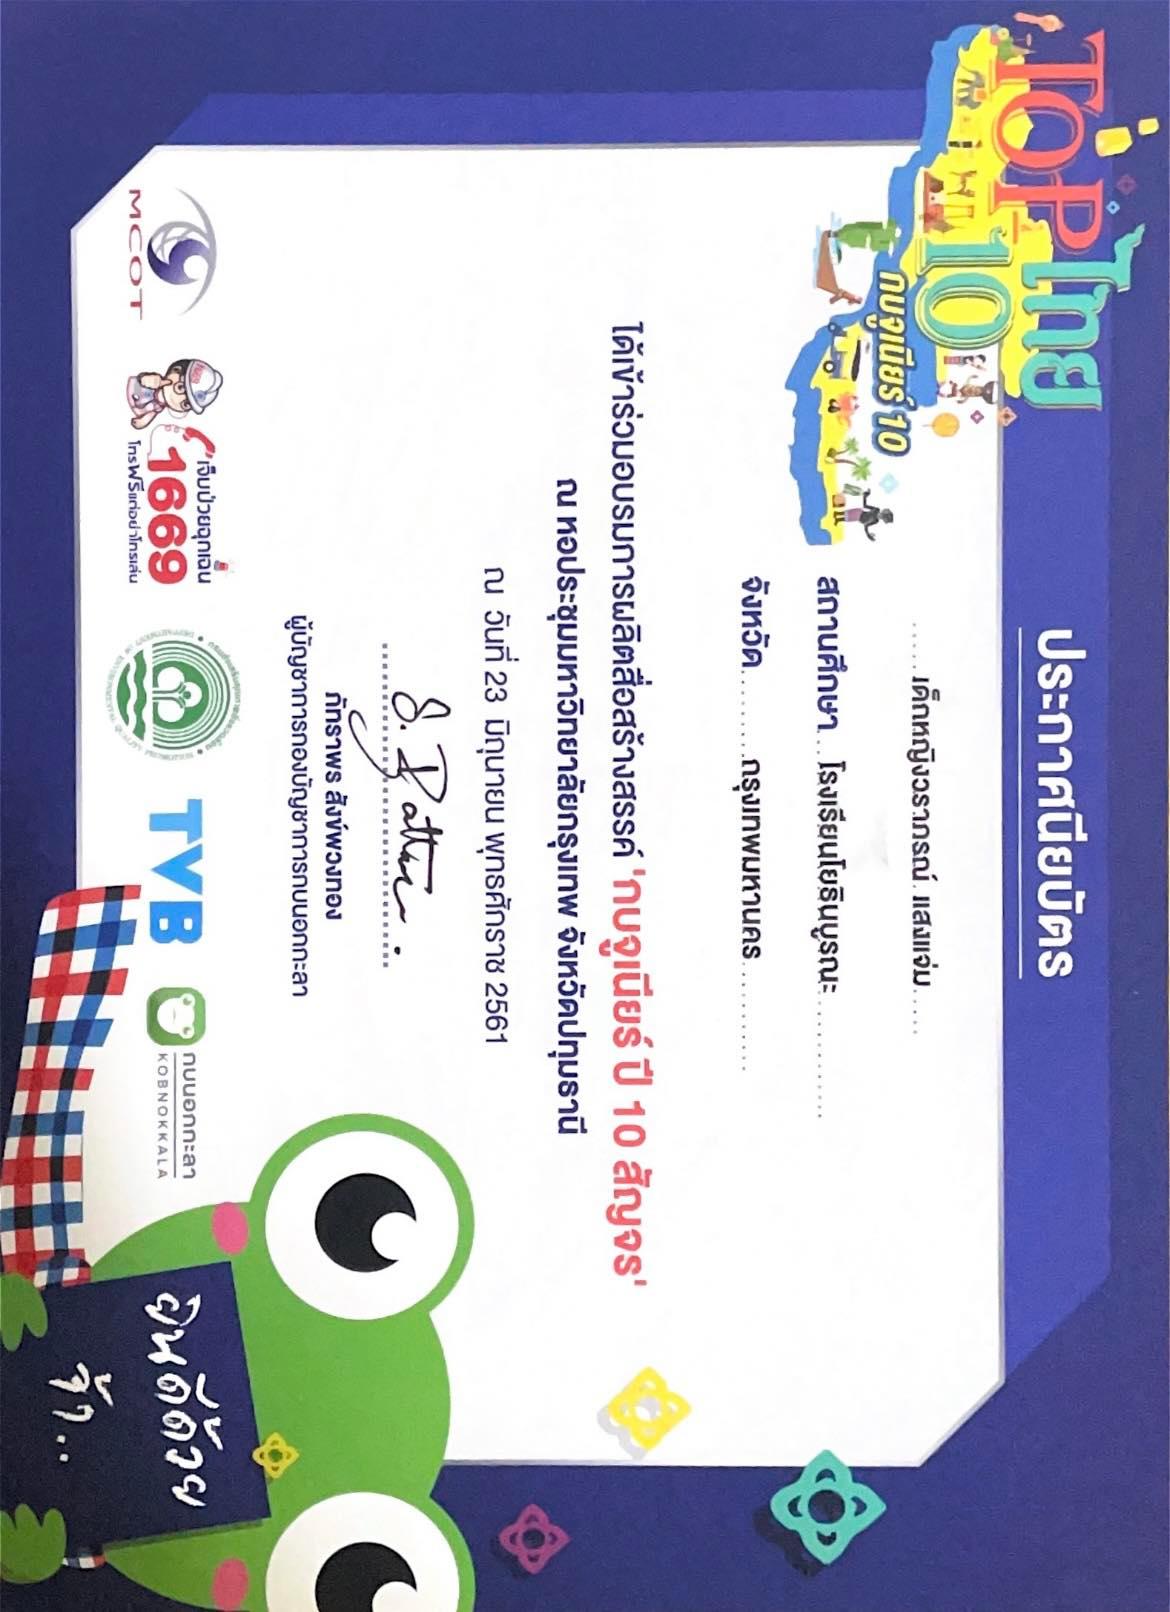 TOP ไทย
10
กบจูเนียร์ 10
ประกาศนียบัตร
.....เด็กหญิงวราภรณ์ แสงแจ่ม.....
สถานศึกษา...โรงเรียนโยธินบูรณะ.............
จังหวัด.........กรุงเทพมหานคร...........
ได้เข้าร่วมอบรมการผลิตสื่อสร้างสรรค์ 'กบจูเนียร์ ปี 10 สัญจร'
ณ หอประชุมมหาวิทยาลัยกรุงเทพ จังหวัดปทุมธานี
ณ วันที่ 23 มิถุนายน พุทธศักราช 2561
ภัทราพร สังข์พวงทอง
ผู้บัญชาการกองบัญชาการกบนอกกะลา
MCOT
เจ็บป่วยฉุกเฉิน
1669
โทรฟรีแต่อย่าโทรเล่น
TVB
กบนอกกะลา
KOBNOKKALA
ยินดีด้วย
จ้า..